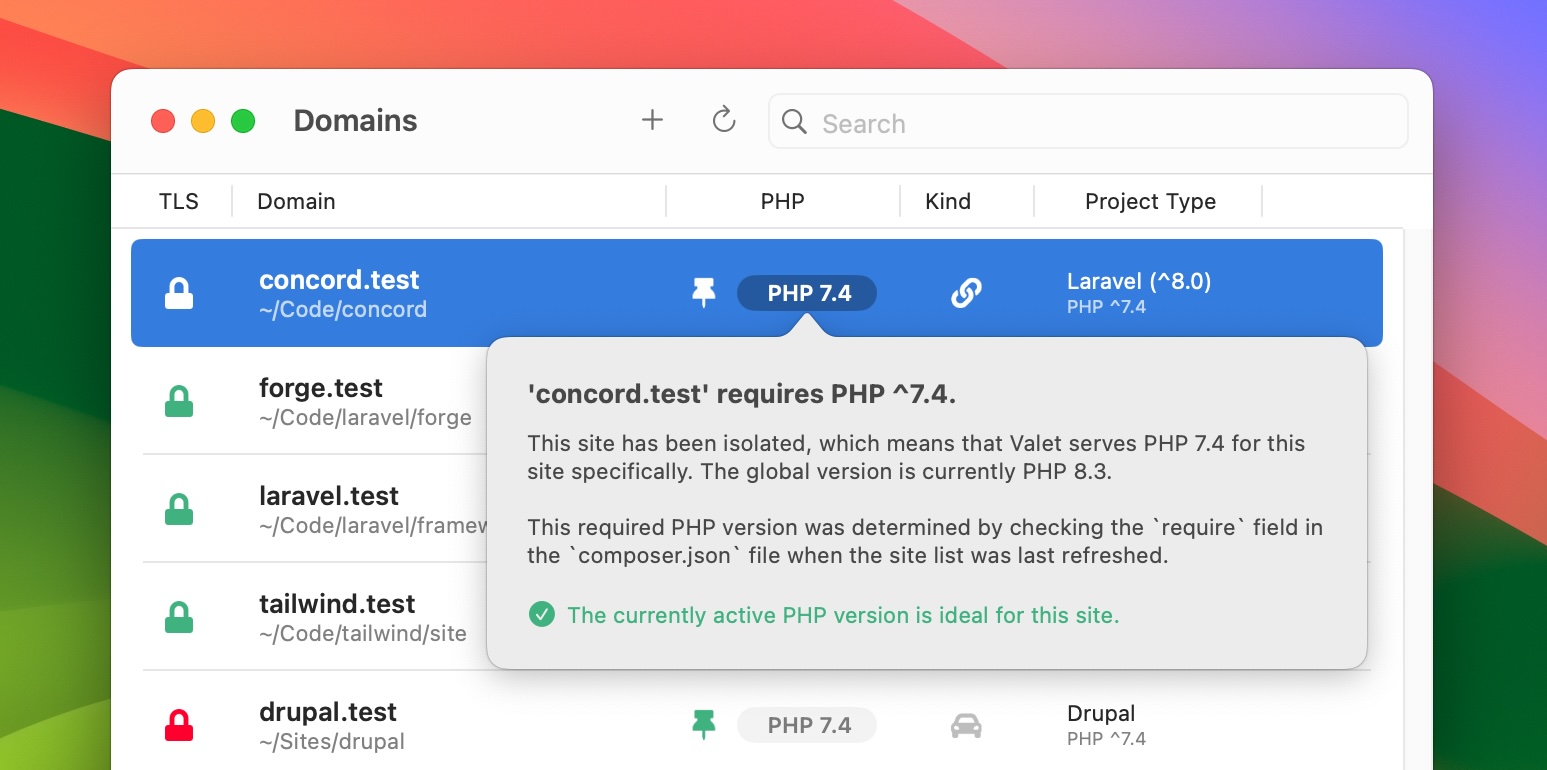 Domains
Search
TLS Domain PHP Kind Project Type
concord.test
~/Code/concord
PHP 7.4
Laravel (^8.0)
PHP ^7.4
'concord.test' requires PHP ^7.4.
This site has been isolated, which means that Valet serves PHP 7.4 for this
site specifically. The global version is currently PHP 8.3.
This required PHP version was determined by checking the `require` field in
the `composer.json` file when the site list was last refreshed.
The currently active PHP version is ideal for this site.
forge.test
~/Code/laravel/forge
laravel.test
~/Code/laravel/framew
tailwind.test
~/Code/tailwind/site
drupal.test
~/Sites/drupal
PHP 7.4
Drupal
PHP ^7.4